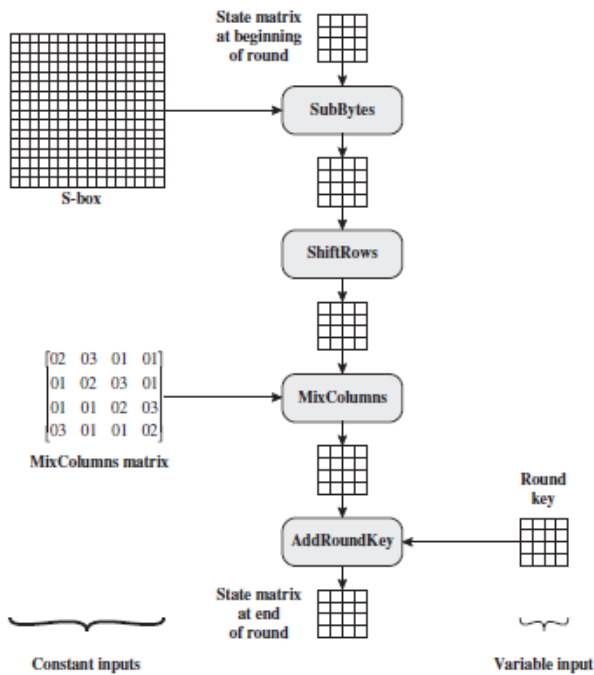 State matrix
at beginning
of round
SubBytes
S-box
ShiftRows
02 03 01 01
01 02 03 01
01 01 02 03
03 01 01 02
MixColumns
MixColumns matrix
Round
key
AddRoundKey
State matrix
at end
of round
Constant inputs
Variable input